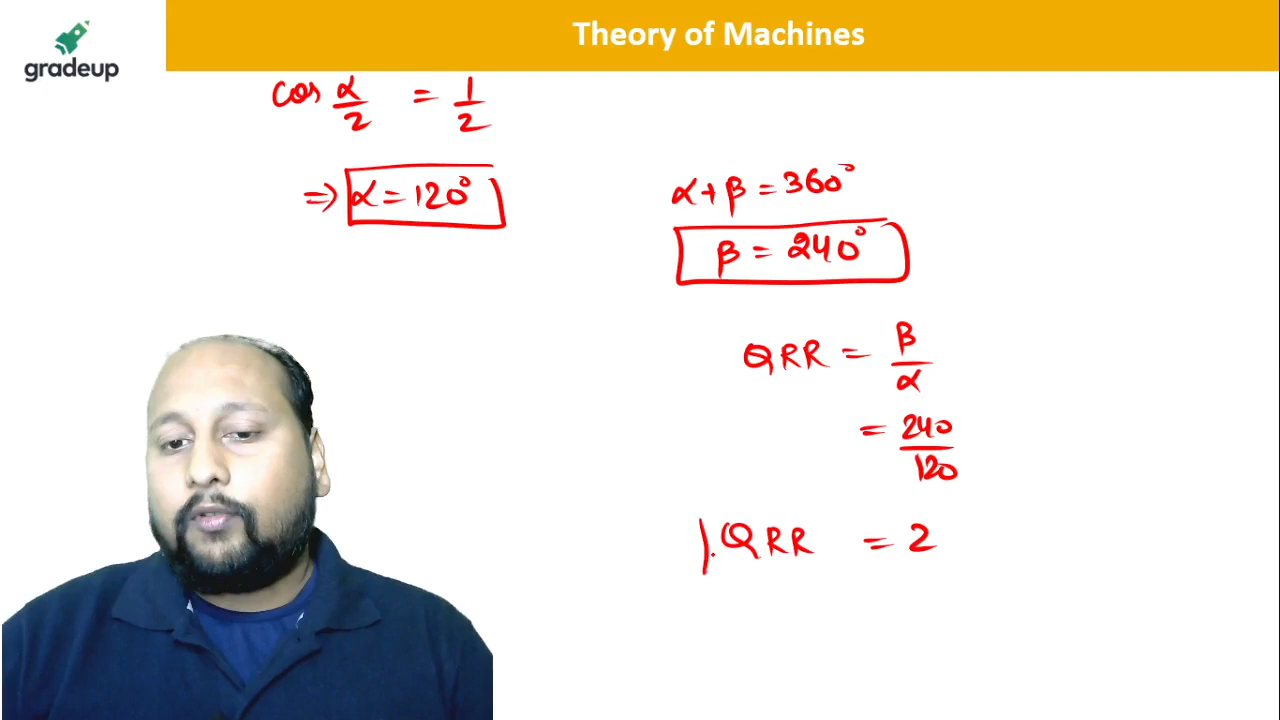 Theory of Machines
gradeup
cos α/2 = 1/2
⇒ α = 120°
α + β = 360°
β = 240°
QRR = β/α
= 240/120
QRR = 2